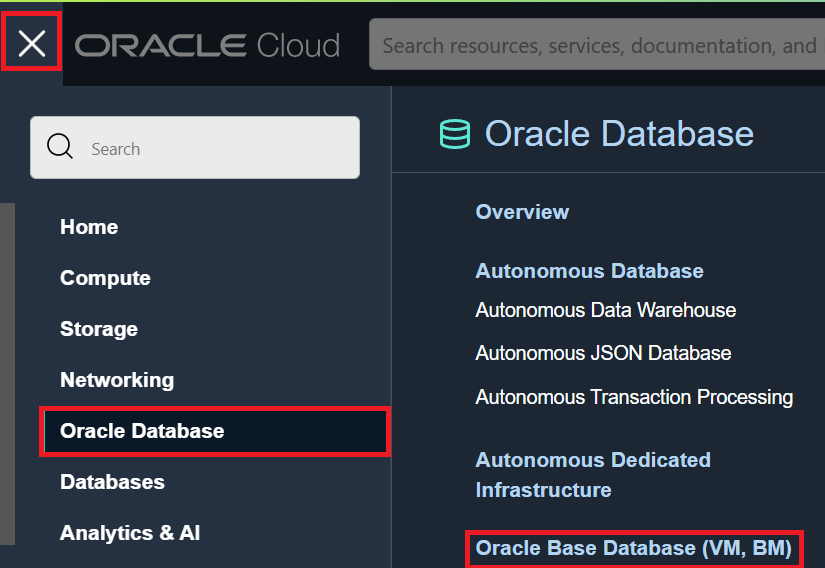 ORACLE Cloud
Search resources, services, documentation, and
Search
Home
Compute
Storage
Networking
Oracle Database
Databases
Analytics & AI
Oracle Database
Overview
Autonomous Database
Autonomous Data Warehouse
Autonomous JSON Database
Autonomous Transaction Processing
Autonomous Dedicated
Infrastructure
Oracle Base Database (VM, BM)